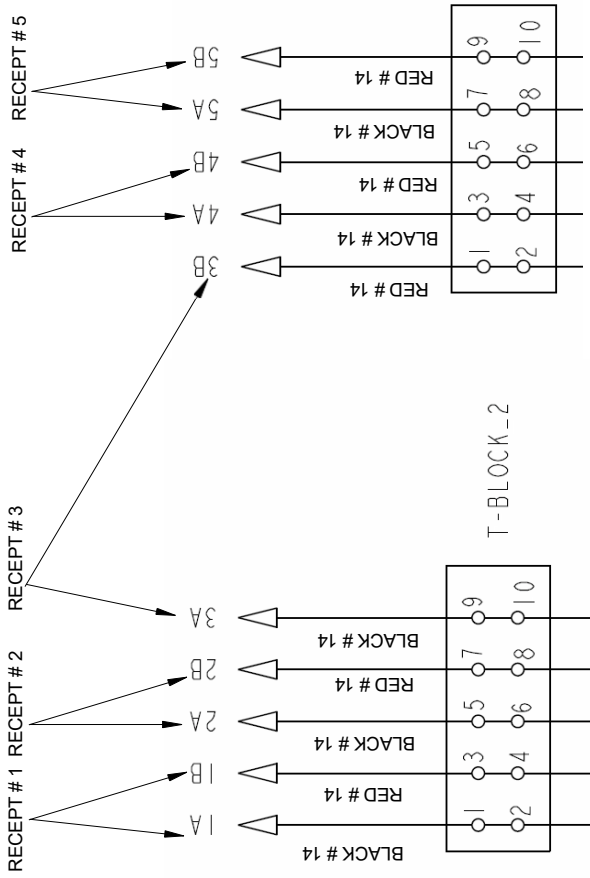 RECEPT # 5
5B
RED # 14
9
10
5A
BLACK # 14
7
8
RECEPT # 4
4B
RED # 14
5
6
4A
BLACK # 14
3
4
3B
RED # 14
1
2
T-BLOCK_2
RECEPT # 3
3A
BLACK # 14
9
10
RECEPT # 2
2B
RED # 14
7
8
2A
BLACK # 14
5
6
RECEPT # 1
1B
RED # 14
3
4
1A
BLACK # 14
1
2